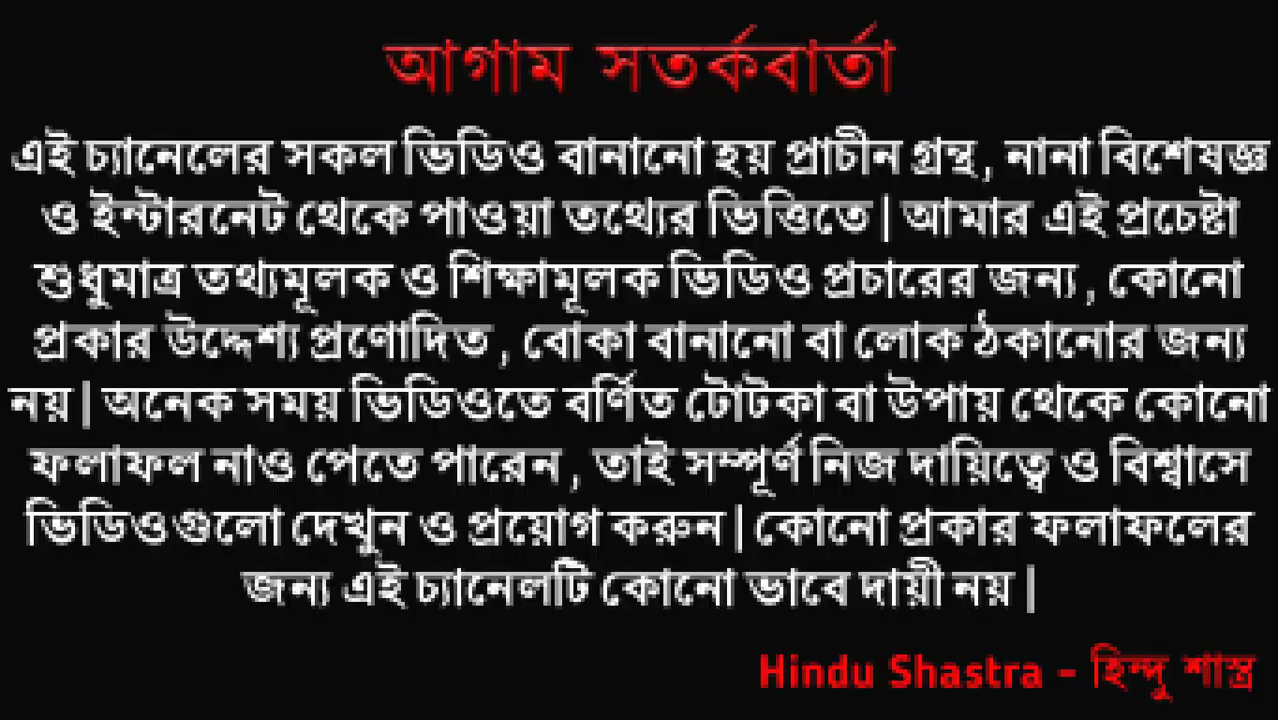 আগাম সতর্কবার্তা
এই চ্যানেলের সকল ভিডিও বানানো হয় প্রাচীন গ্রন্থ , নানা বিশেষজ্ঞ
ও ইন্টারনেট থেকে পাওয়া তথ্যের ভিত্তিতে | আমার এই প্রচেষ্টা
শুধুমাত্র তথ্যমূলক ও শিক্ষামূলক ভিডিও প্রচারের জন্য , কোনো
প্রকার উদ্দেশ্য প্রণোদিত , বোকা বানানো বা লোক ঠকানোর জন্য
নয় | অনেক সময় ভিডিওতে বর্ণিত টোটকা বা উপায় থেকে কোনো
ফলাফল নাও পেতে পারেন , তাই সম্পূর্ণ নিজ দায়িত্বে ও বিশ্বাসে
ভিডিওগুলো দেখুন ও প্রয়োগ করুন | কোনো প্রকার ফলাফলের
জন্য এই চ্যানেলটি কোনো ভাবে দায়ী নয় |
Hindu Shastra - হিন্দু শাস্ত্র